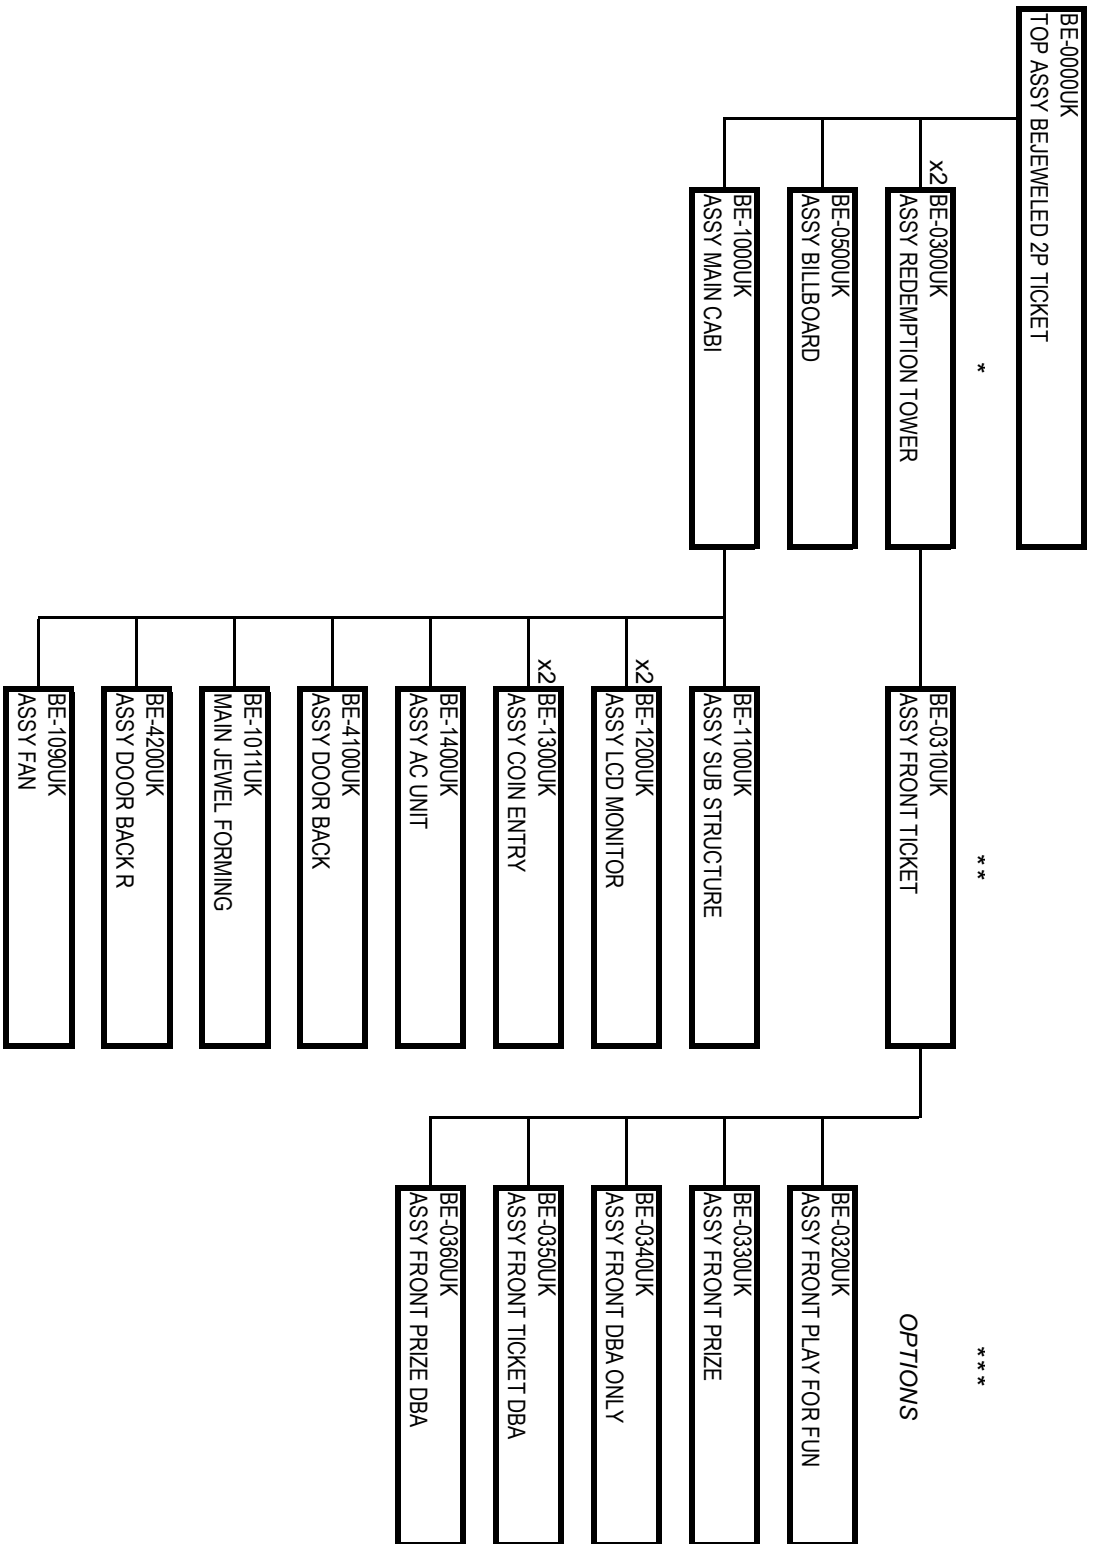 BE-0000UK
TOP ASSY BEJEWELED 2P TICKET
*
**
***
x2
BE-0300UK
ASSY REDEMPTION TOWER
BE-0310UK
ASSY FRONT TICKET
OPTIONS
BE-0500UK
ASSY BILLBOARD
BE-0320UK
ASSY FRONT PLAY FOR FUN
BE-1000UK
ASSY MAIN CABI
BE-1100UK
ASSY SUB STRUCTURE
BE-0330UK
ASSY FRONT PRIZE
x2
BE-1200UK
ASSY LCD MONITOR
BE-0340UK
ASSY FRONT DBA ONLY
x2
BE-1300UK
ASSY COIN ENTRY
BE-0350UK
ASSY FRONT TICKET DBA
BE-1400UK
ASSY AC UNIT
BE-0360UK
ASSY FRONT PRIZE DBA
BE-4100UK
ASSY DOOR BACK
BE-1011UK
MAIN JEWEL FORMING
BE-4200UK
ASSY DOOR BACK R
BE-1090UK
ASSY FAN